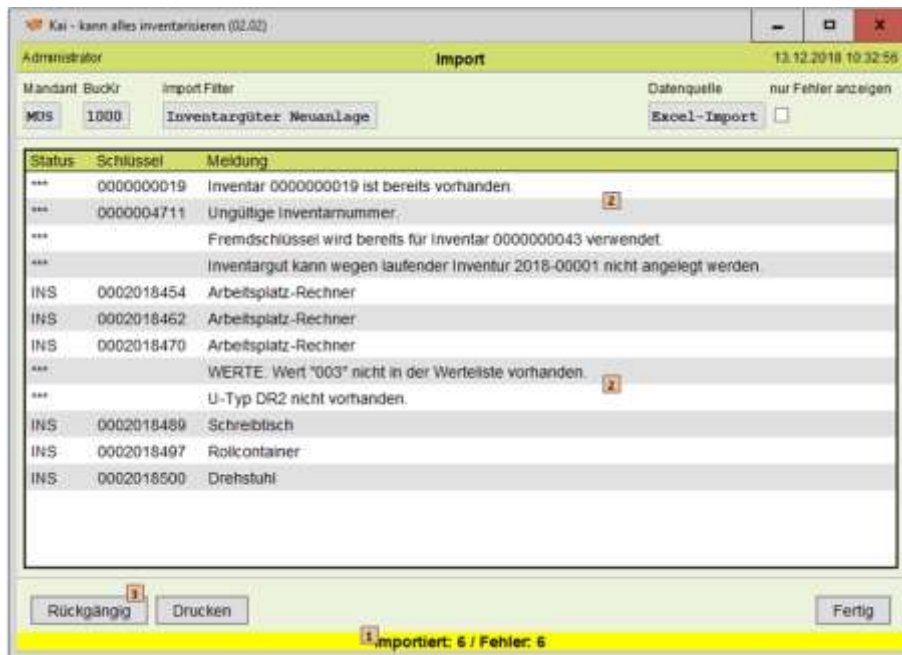 Kai - kann alles inventarisieren (02.02)
Administrator Import 13.12.2018 10:32:56
Mandant BucKr Import Filter Datenquelle nur Fehler anzeigen
MUS 1000 Inventargüter Neuanlage Excel-Import
Status Schlüssel Meldung
*** 0000000019 Inventar 0000000019 ist bereits vorhanden.
2
*** 0000004711 Ungültige Inventarnummer.
*** Fremdschlüssel wird bereits für Inventar 0000000043 verwendet.
*** Inventargut kann wegen laufender Inventur 2018-00001 nicht angelegt werden.
INS 0002018454 Arbeitsplatz-Rechner
INS 0002018462 Arbeitsplatz-Rechner
INS 0002018470 Arbeitsplatz-Rechner
*** WERTE: Wert "003" nicht in der Werteliste vorhanden.
2
*** U-Typ DR2 nicht vorhanden.
INS 0002018489 Schreibtisch
INS 0002018497 Rollcontainer
INS 0002018500 Drehstuhl
3
Rückgängig Drucken Fertig
1
Importiert: 6 / Fehler: 6